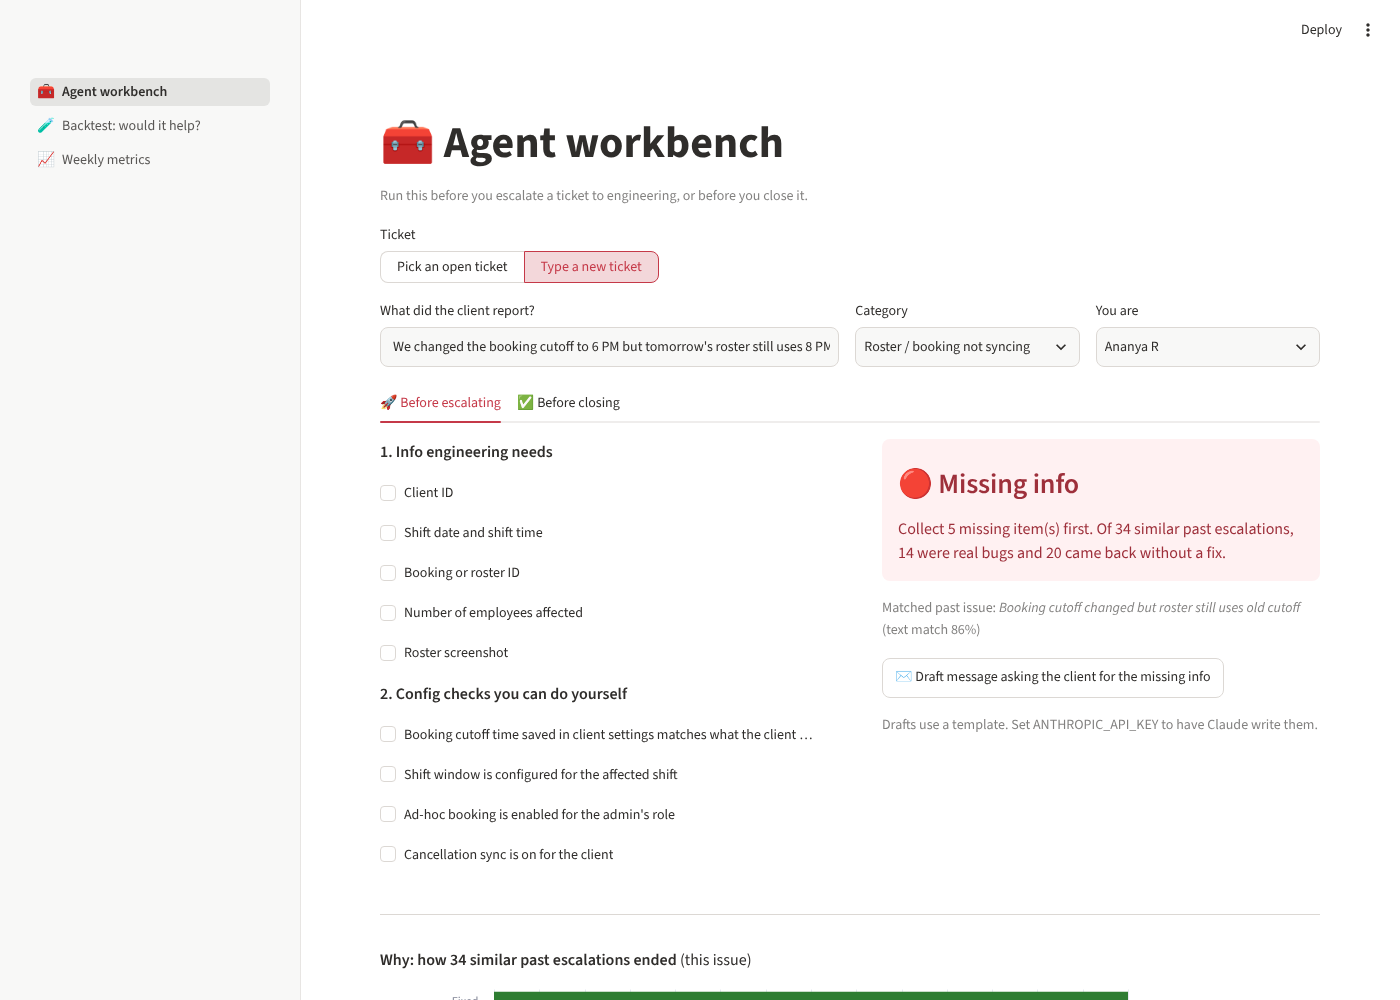 Deploy
Agent workbench
Backtest: would it help?
Weekly metrics
Agent workbench
Run this before you escalate a ticket to engineering, or before you close it.
Ticket
Pick an open ticket
Type a new ticket
What did the client report?
Category
You are
We changed the booking cutoff to 6 PM but tomorrow's roster still uses 8 PM
Roster / booking not syncing
Ananya R
Before escalating
Before closing
1. Info engineering needs
Client ID
Shift date and shift time
Booking or roster ID
Number of employees affected
Roster screenshot
2. Config checks you can do yourself
Booking cutoff time saved in client settings matches what the client …
Shift window is configured for the affected shift
Ad-hoc booking is enabled for the admin's role
Cancellation sync is on for the client
Missing info
Collect 5 missing item(s) first. Of 34 similar past escalations,
14 were real bugs and 20 came back without a fix.
Matched past issue: Booking cutoff changed but roster still uses old cutoff
(text match 86%)
Draft message asking the client for the missing info
Drafts use a template. Set ANTHROPIC_API_KEY to have Claude write them.
Why: how 34 similar past escalations ended (this issue)